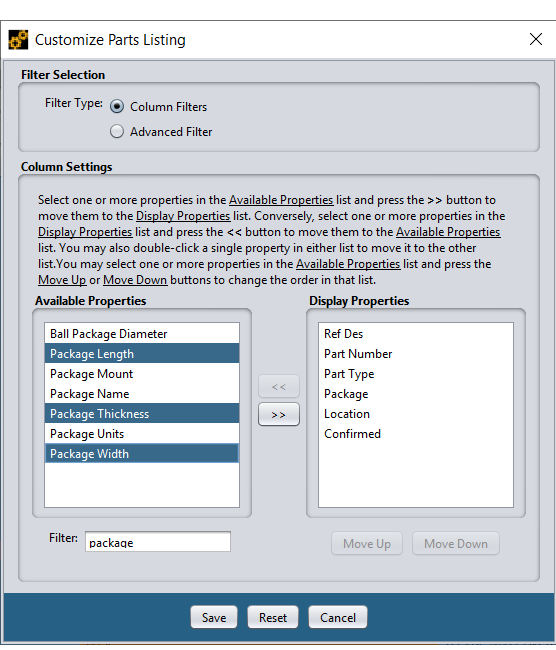 Customize Parts Listing
Filter Selection
Filter Type:
Column Filters
Advanced Filter
Column Settings
Select one or more properties in the Available Properties list and press the >> button to
move them to the Display Properties list. Conversely, select one or more properties in the
Display Properties list and press the << button to move them to the Available Properties
list. You may also double-click a single property in either list to move it to the other
list.You may select one or more properties in the Available Properties list and press the
Move Up or Move Down buttons to change the order in that list.
Available Properties
Ball Package Diameter
Package Length
Package Mount
Package Name
Package Thickness
Package Units
Package Width
Filter: package
<<
>>
Display Properties
Ref Des
Part Number
Part Type
Package
Location
Confirmed
Move Up
Move Down
Save
Reset
Cancel